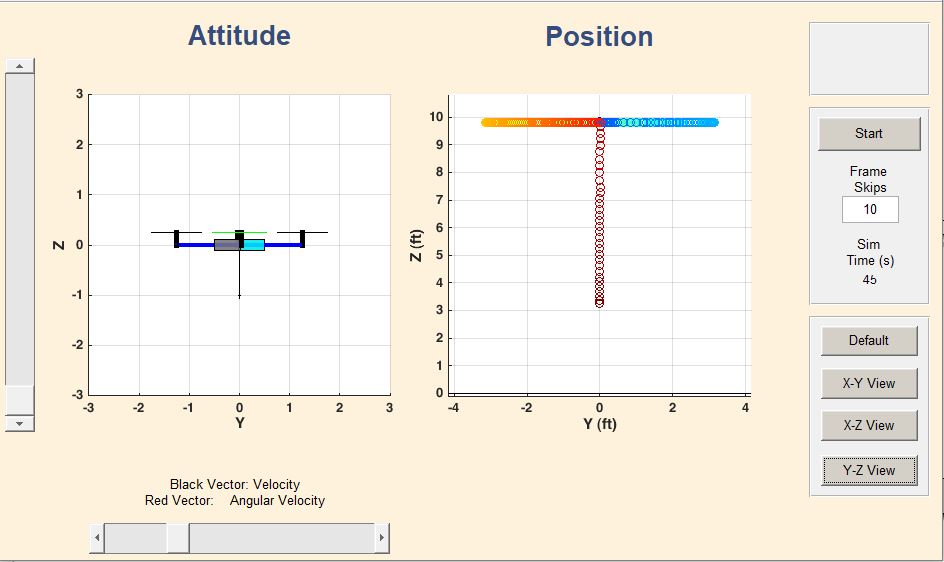 Attitude
Position
3
2
1
0
-1
-2
-3
Z
-3 -2 -1 0 1 2 3
Y
10
9
8
7
6
5
4
3
2
1
0
Z (ft)
-4 -2 0 2 4
Y (ft)
Black Vector: Velocity
Red Vector: Angular Velocity
Start
Frame
Skips
10
Sim
Time (s)
45
Default
X-Y View
X-Z View
Y-Z View